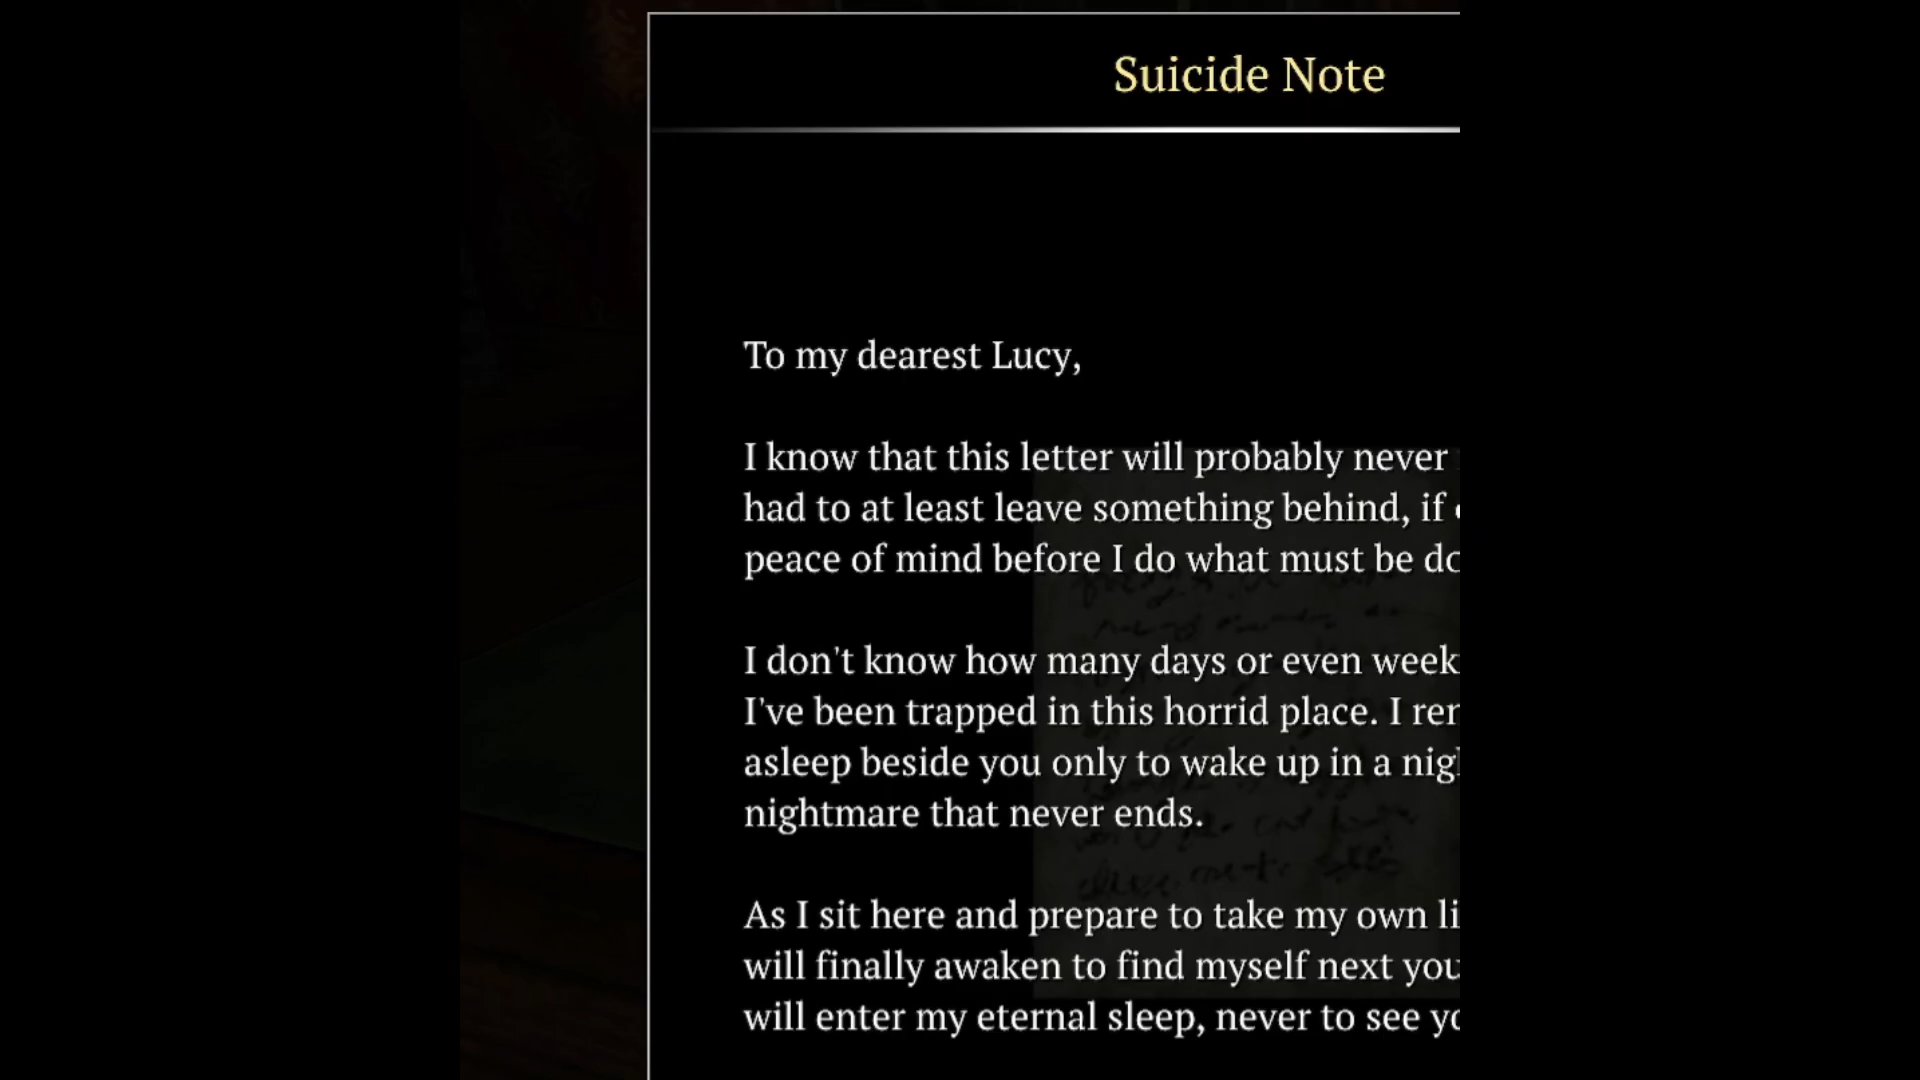 Suicide Note
To my dearest Lucy,
I know that this letter will probably never
had to at least leave something behind, if
peace of mind before I do what must be
I don't know how many days or even
I've been trapped in this horrid place. I
asleep beside you only to wake up in a
nightmare that never ends.
As I sit here and prepare to take my own
will finally awaken to find myself next you
will enter my eternal sleep, never to see